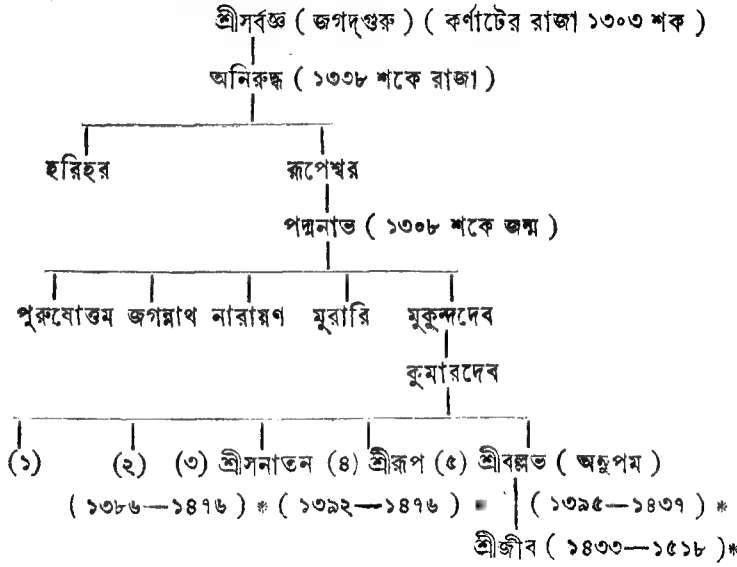 শ্রীসর্বজ্ঞ ( জগদ্‌গুরু ) ( কর্ণাটের রাজা ১৩০৩ শক )
অনিরুদ্ধ ( ১৩৩৮ শকে রাজা )
হরিহর রূপেশ্বর
পদ্মনাভ ( ১৩০৮ শকে জন্ম )
পুরুষোত্তম জগন্নাথ নারায়ণ মুরারি মুকুন্দদেব
কুমারদেব
(১) (২) (৩) শ্রীসনাতন (৪) শ্রীরূপ (৫) শ্রীবল্লভ ( অনুপম )
( ১৩৮৬—১৪৭৬ ) * ( ১৩৯২—১৪৭৬ ) * ( ১৩৯৫—১৪৩৭ ) *
শ্রীজীব ( ১৪৩৩—১৫১৮ )*